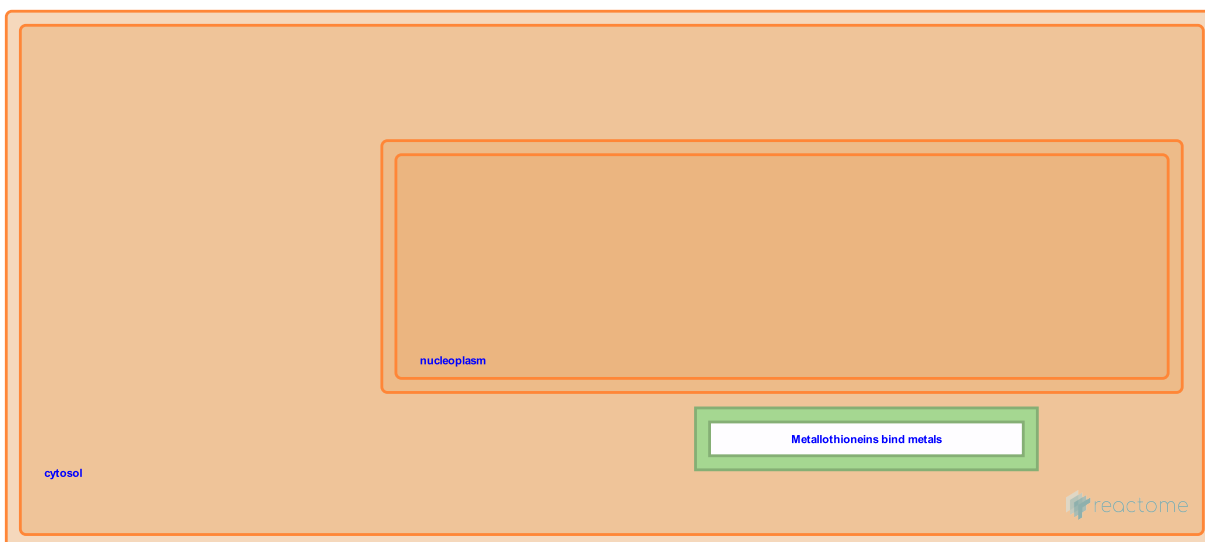 nucleoplasm
Metallothioneins bind metals
cytosol
reactome